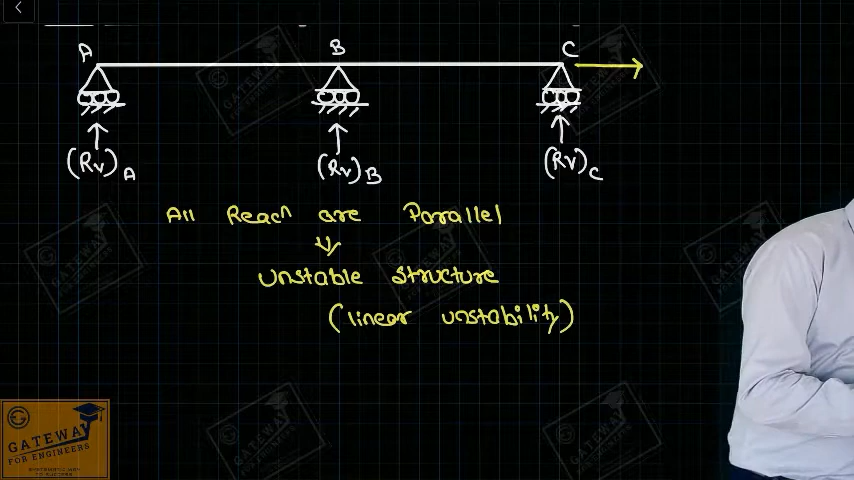 A B C
(Rv)A (Rv)B (Rv)C
All Reacn are Parallel
Unstable Structure
(linear unstability)
GATEWAY
FOR ENGINEERS